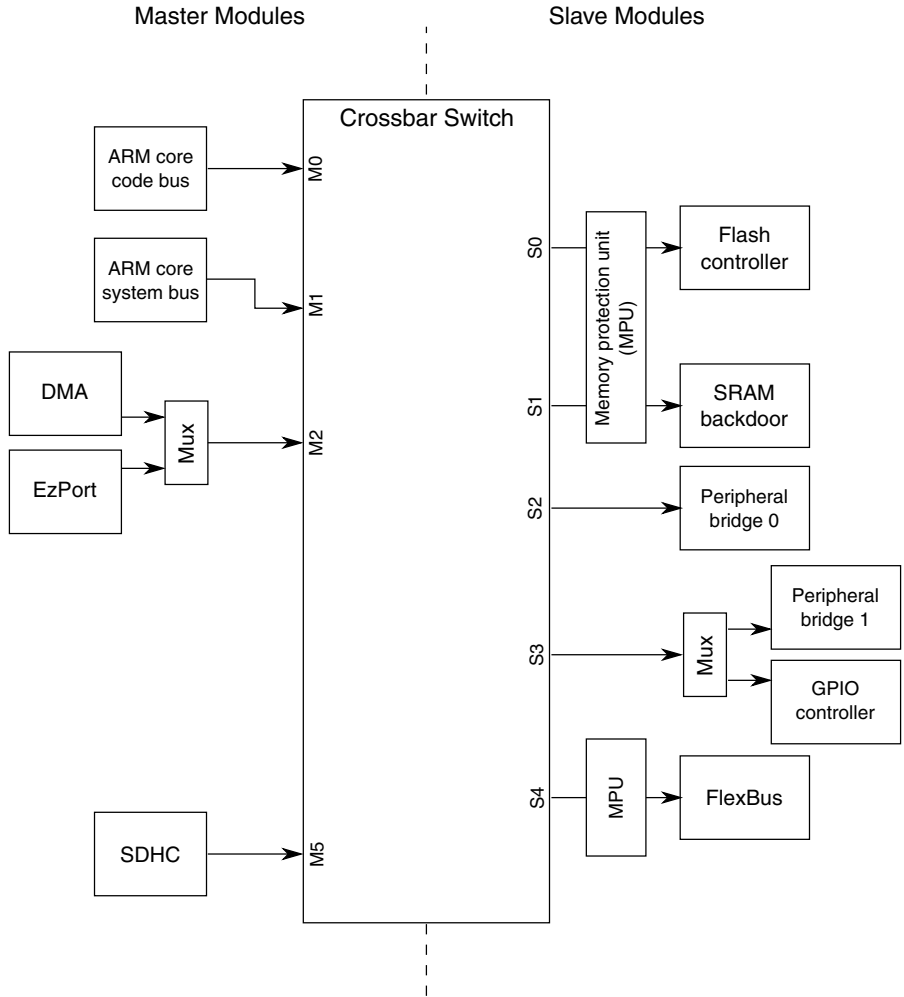 Master Modules
Slave Modules
Crossbar Switch
ARM core
code bus
M0
ARM core
system bus
M1
DMA
EzPort
Mux
M2
SDHC
M5
S0
S1
Memory protection unit
(MPU)
Flash
controller
SRAM
backdoor
S2
Peripheral
bridge 0
S3
Mux
Peripheral
bridge 1
GPIO
controller
S4
MPU
FlexBus